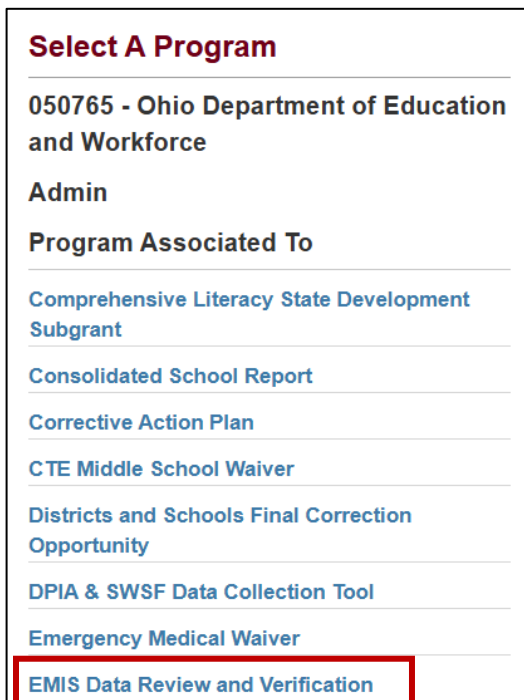 Select A Program
050765 - Ohio Department of Education
and Workforce
Admin
Program Associated To
Comprehensive Literacy State Development
Subgrant
Consolidated School Report
Corrective Action Plan
CTE Middle School Waiver
Districts and Schools Final Correction
Opportunity
DPIA & SWSF Data Collection Tool
Emergency Medical Waiver
EMIS Data Review and Verification